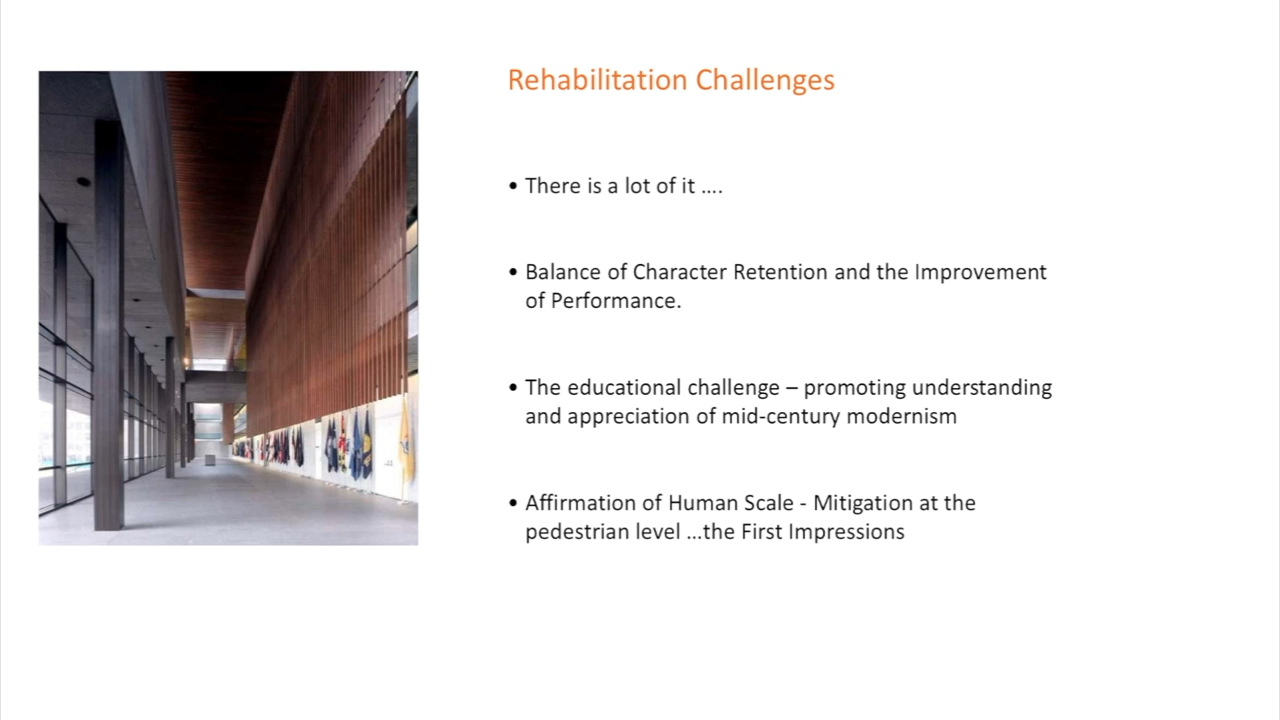 Rehabilitation Challenges
• There is a lot of it ….
• Balance of Character Retention and the Improvement
of Performance.
• The educational challenge – promoting understanding
and appreciation of mid-century modernism
• Affirmation of Human Scale - Mitigation at the
pedestrian level …the First Impressions